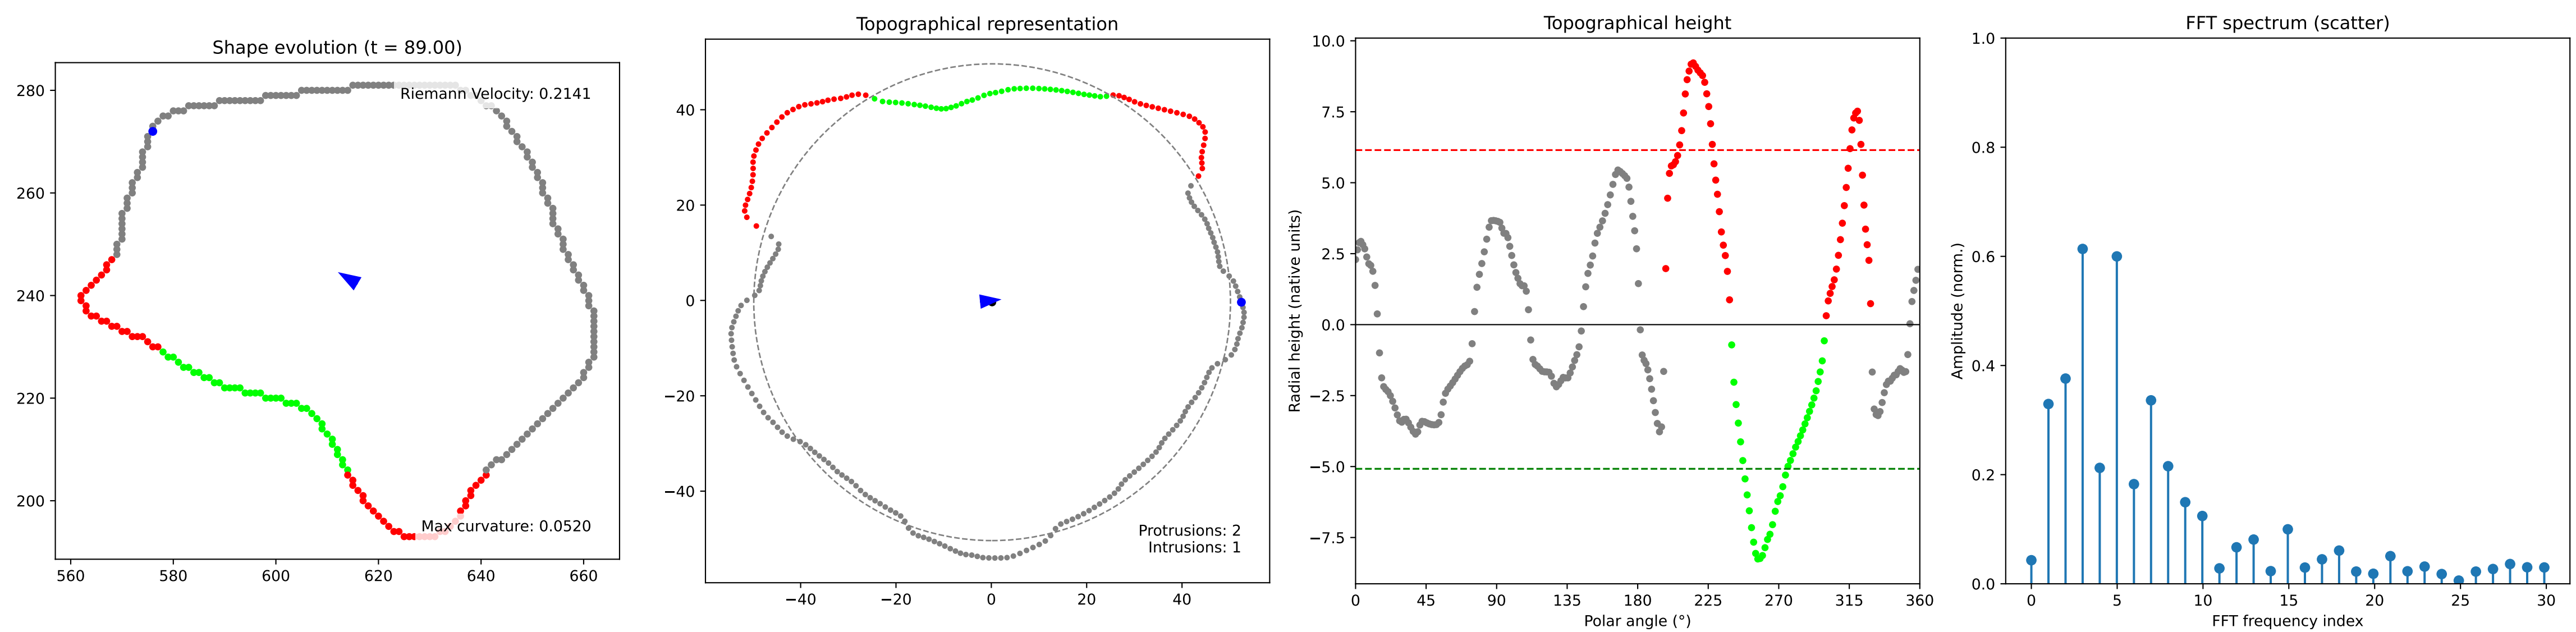 Shape evolution (t = 89.00)
Riemann Velocity: 0.2141
Max curvature: 0.0520
280
260
240
220
200
560 580 600 620 640 660
Topographical representation
40
20
0
−20
−40
−40 −20 0 20 40
Protrusions: 2
Intrusions: 1
Topographical height
Radial height (native units)
10.0
7.5
5.0
2.5
0.0
−2.5
−5.0
−7.5
0 45 90 135 180 225 270 315 360
Polar angle (°)
FFT spectrum (scatter)
Amplitude (norm.)
1.0
0.8
0.6
0.4
0.2
0.0
0 5 10 15 20 25 30
FFT frequency index